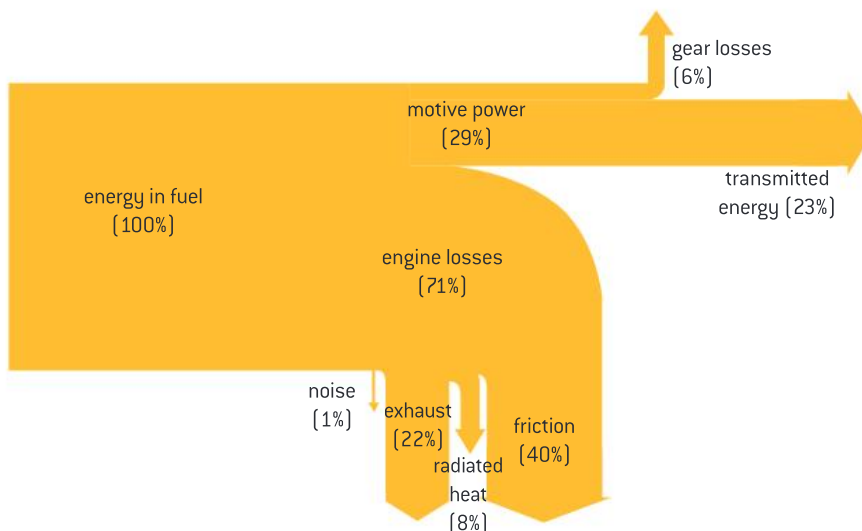 gear losses
(6%)
motive power
(29%)
transmitted
energy (23%)
energy in fuel
(100%)
engine losses
(71%)
noise
(1%)
exhaust
(22%)
radiated
heat
(8%)
friction
(40%)